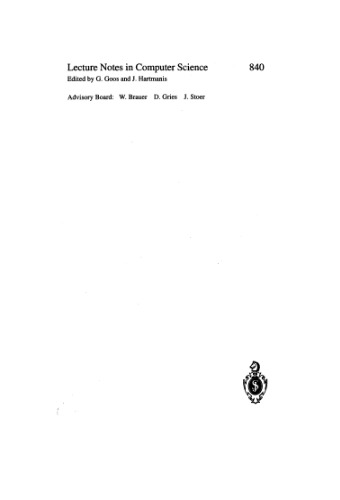 Lecture Notes in Computer Science 840
Edited by G. Goos and J. Hartmanis
Advisory Board: W. Brauer D. Gries J. Stoer